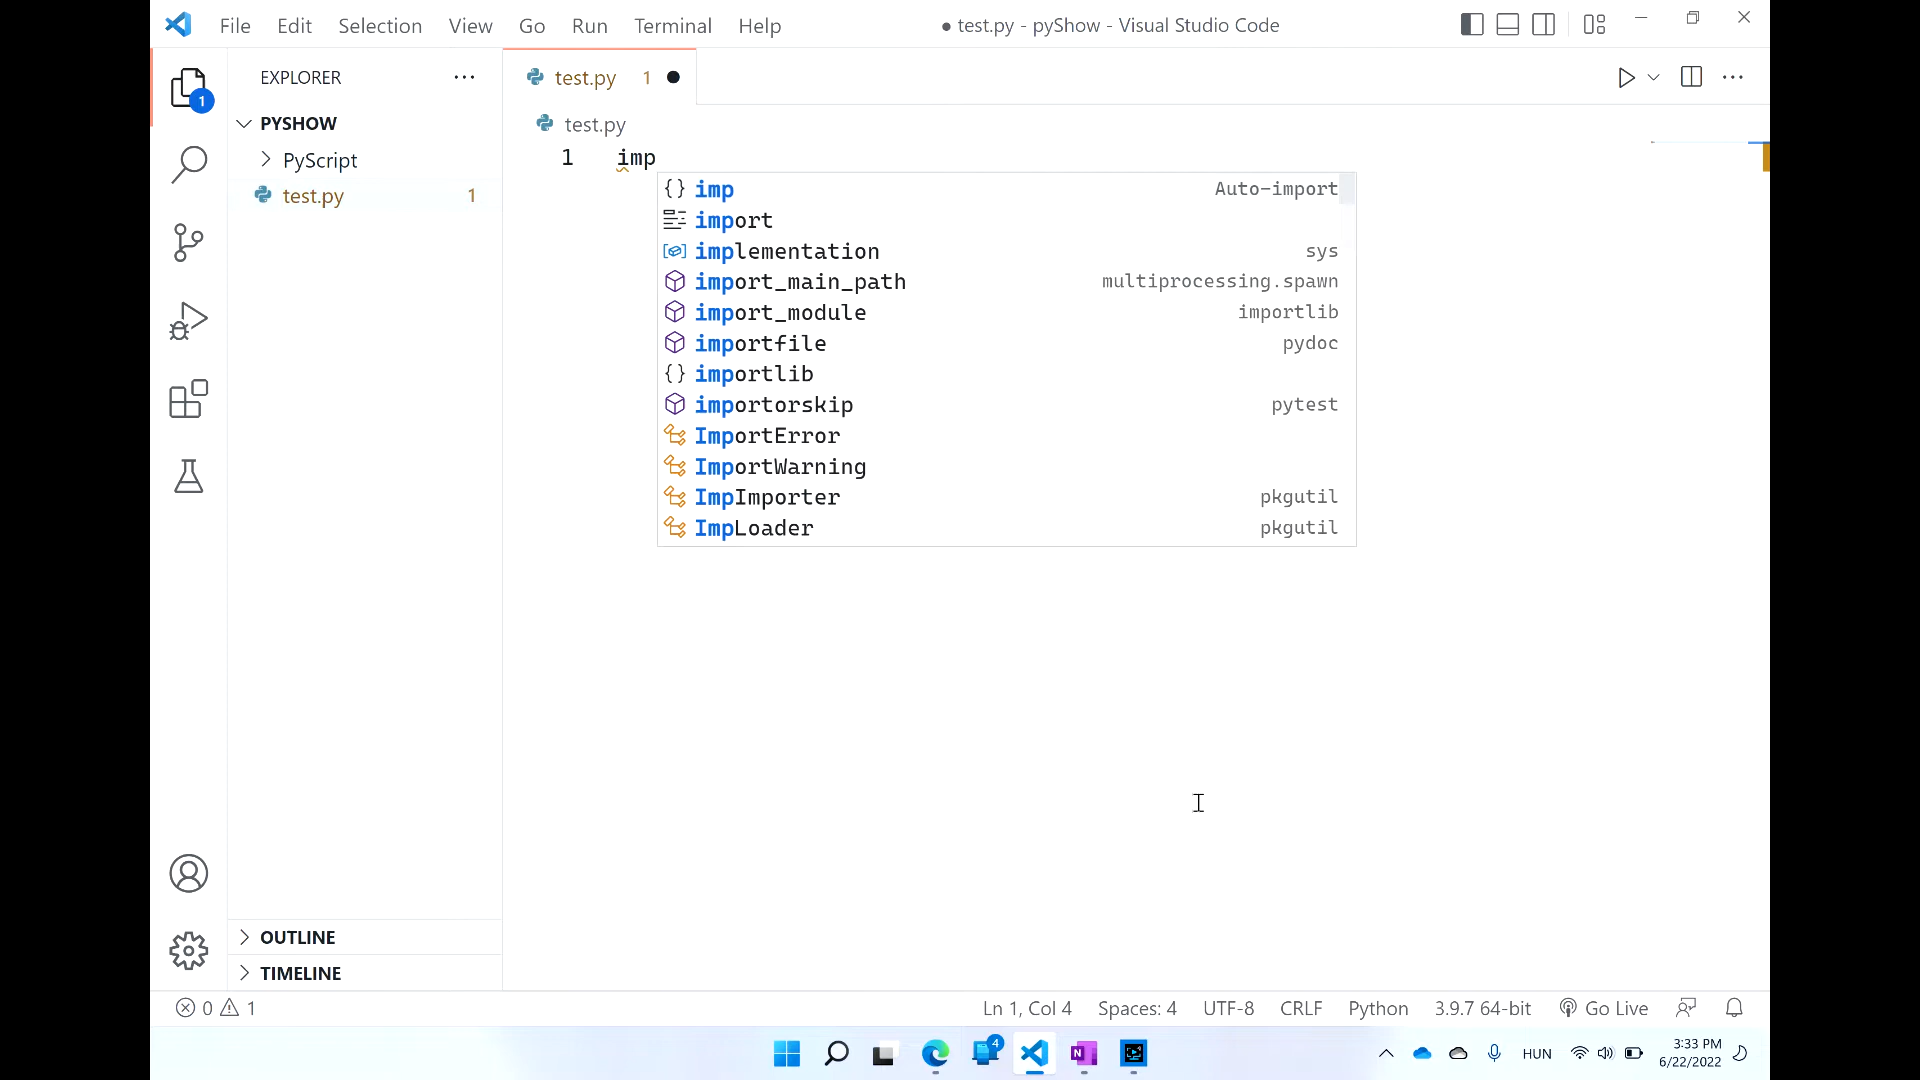 File Edit Selection View Go Run Terminal Help
● test.py - pyShow - Visual Studio Code
EXPLORER
1
PYSHOW
PyScript
test.py 1
test.py 1
test.py
1 imp
imp Auto-import
import
implementation sys
import_main_path multiprocessing.spawn
import_module importlib
importfile pydoc
importlib
importorskip pytest
ImportError
ImportWarning
ImpImporter pkgutil
ImpLoader pkgutil
OUTLINE
TIMELINE
0 1
Ln 1, Col 4 Spaces: 4 UTF-8 CRLF Python 3.9.7 64-bit Go Live
4
N
HUN
3:33 PM
6/22/2022